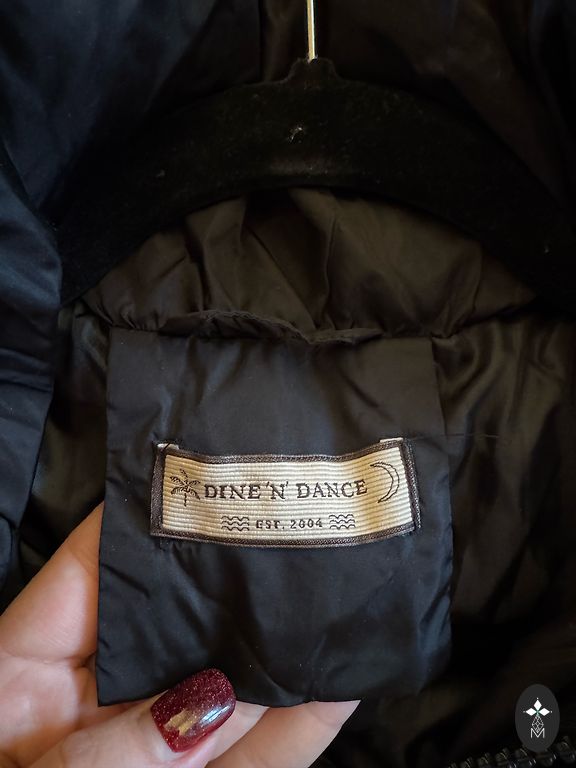 DINE 'N' DANCE
EST. 2004
M